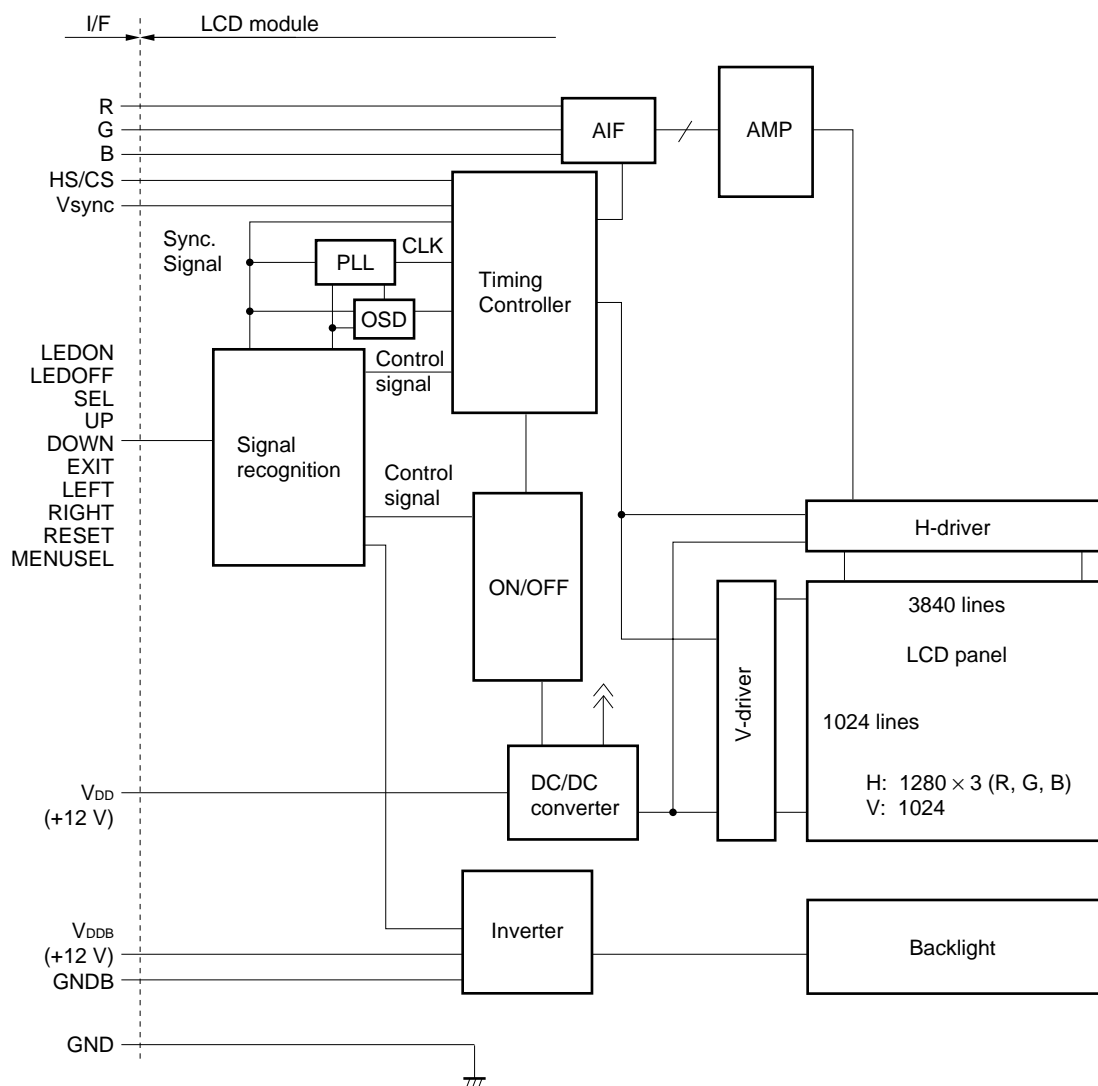 I/F
LCD module
R
G
B
HS/CS
Vsync
AIF
AMP
Sync.
Signal
PLL
CLK
OSD
Timing
Controller
LEDON
LEDOFF
SEL
UP
DOWN
EXIT
LEFT
RIGHT
RESET
MENUSEL
Signal
recognition
Control
signal
Control
signal
ON/OFF
H-driver
V-driver
3840 lines
LCD panel
1024 lines
H: 1280 × 3 (R, G, B)
V: 1024
VDD
(+12 V)
DC/DC
converter
VDDB
(+12 V)
GNDB
Inverter
Backlight
GND